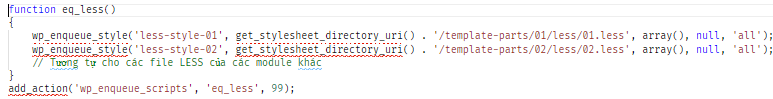 function eq_less()
{
wp_enqueue_style('less-style-01', get_stylesheet_directory_uri() . '/template-parts/01/less/01.less', array(), null, 'all');
wp_enqueue_style('less-style-02', get_stylesheet_directory_uri() . '/template-parts/02/less/02.less', array(), null, 'all');
// Tương tự cho các file LESS của các module khác
}
add_action('wp_enqueue_scripts', 'eq_less', 99);